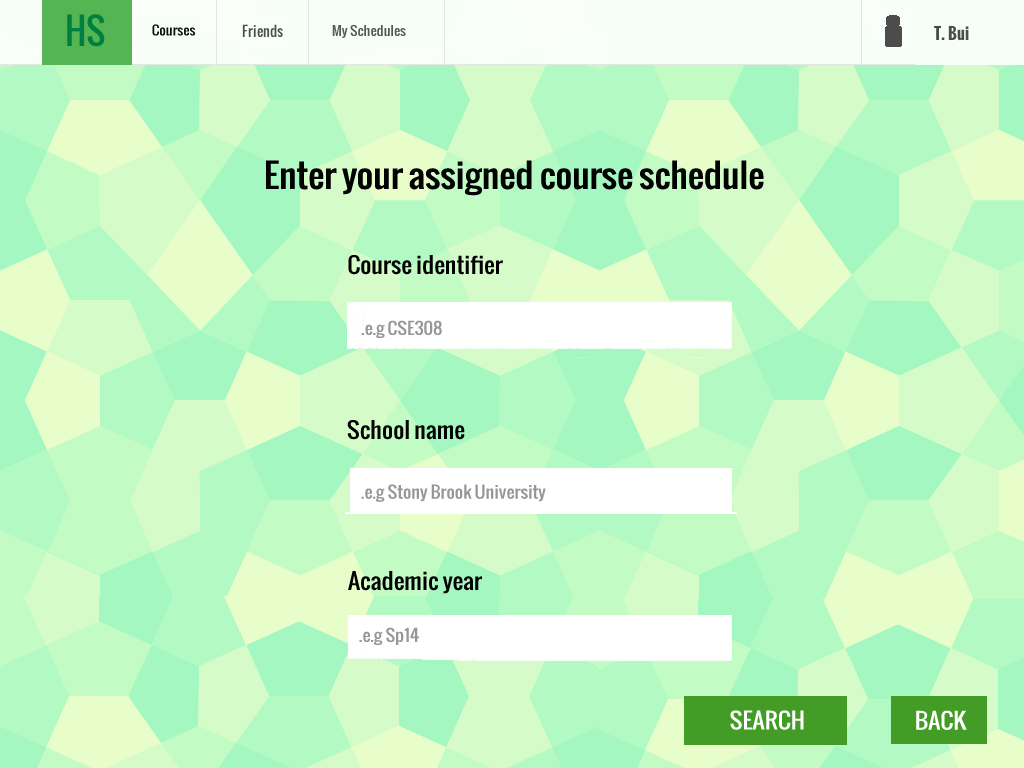 HS
Courses
Friends
My Schedules
T. Bui
Enter your assigned course schedule
Course identifier
.e.g CSE308
School name
.e.g Stony Brook University
Academic year
.e.g Sp14
SEARCH
BACK